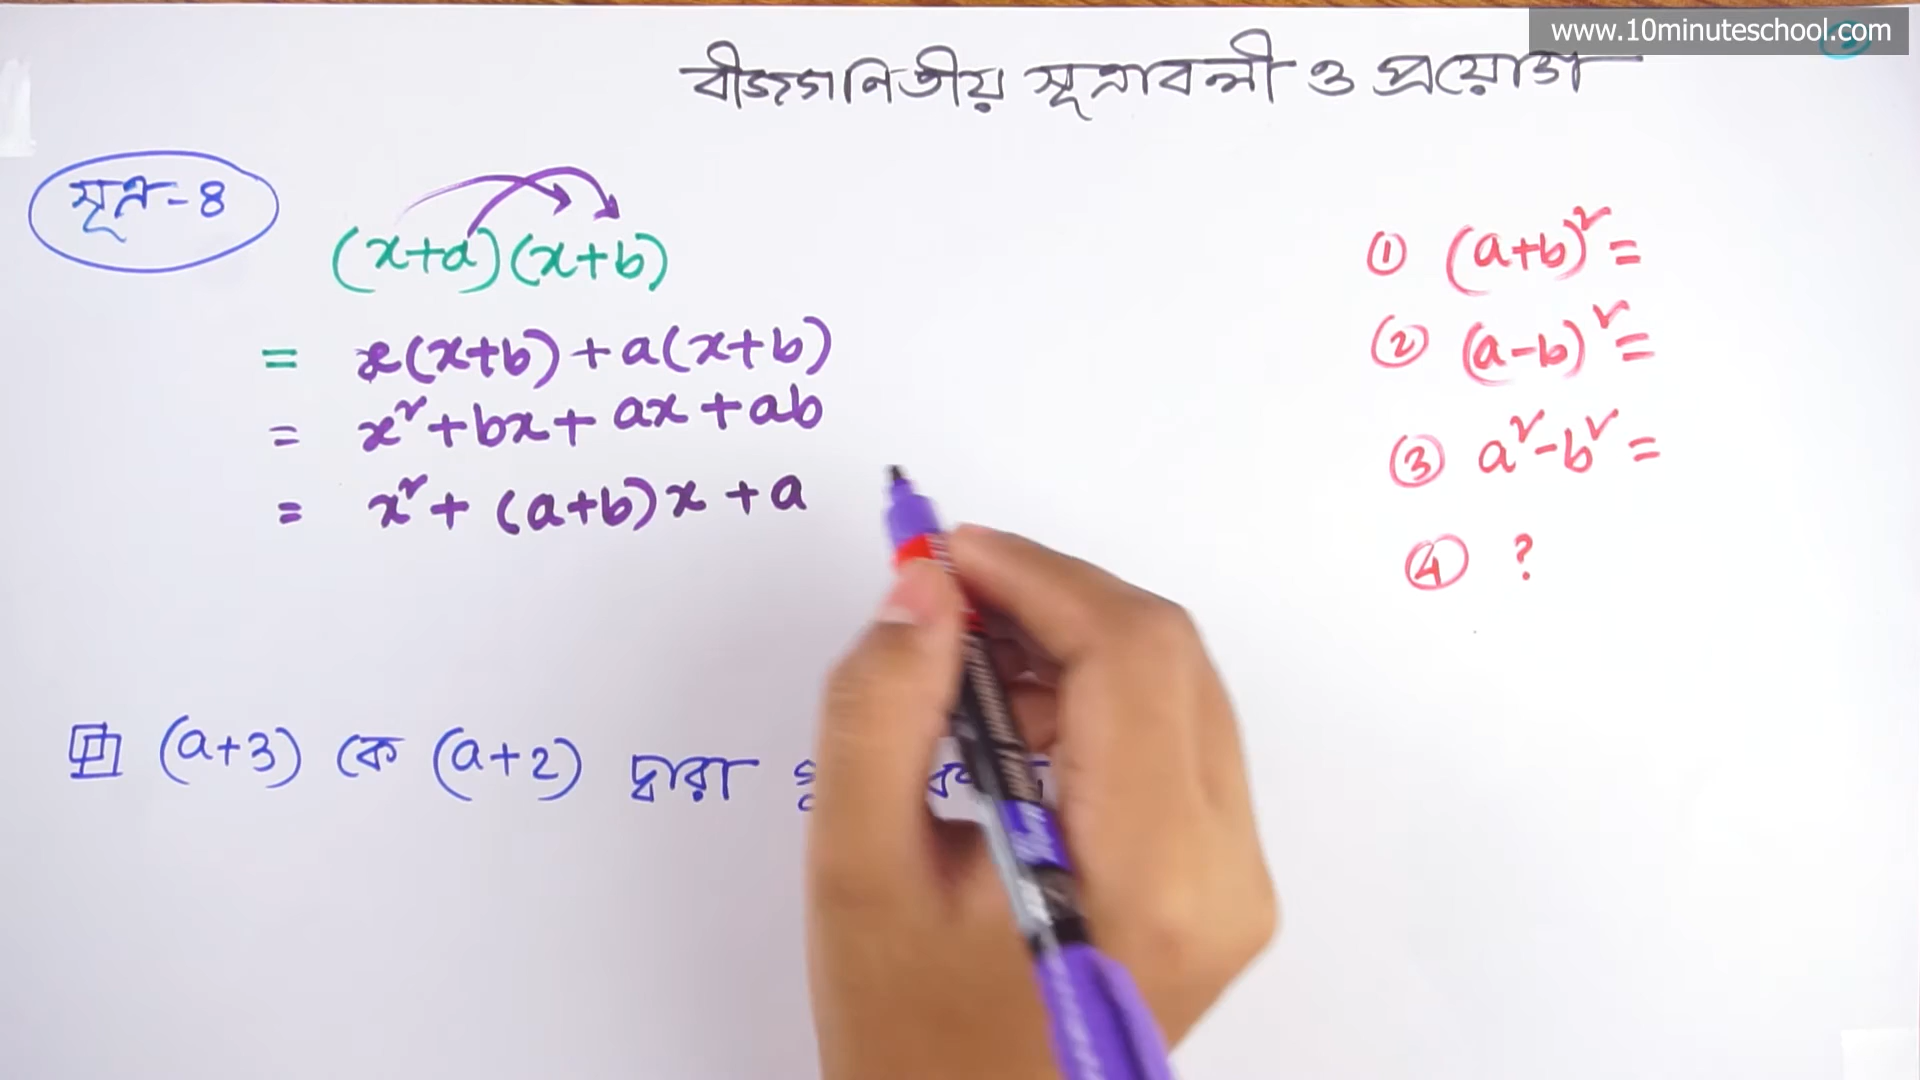 www.10minuteschool.com
বীজগনিতীয় সূত্রাবলী ও প্রয়োগ
সূত্র-৪
(x+a)(x+b)
= x(x+b)+a(x+b)
= x²+bx+ax+ab
= x²+(a+b)x+a
① (a+b)²=
② (a-b)²=
③ a²-b²=
④ ?
(a+3) কে (a+2) দ্বারা